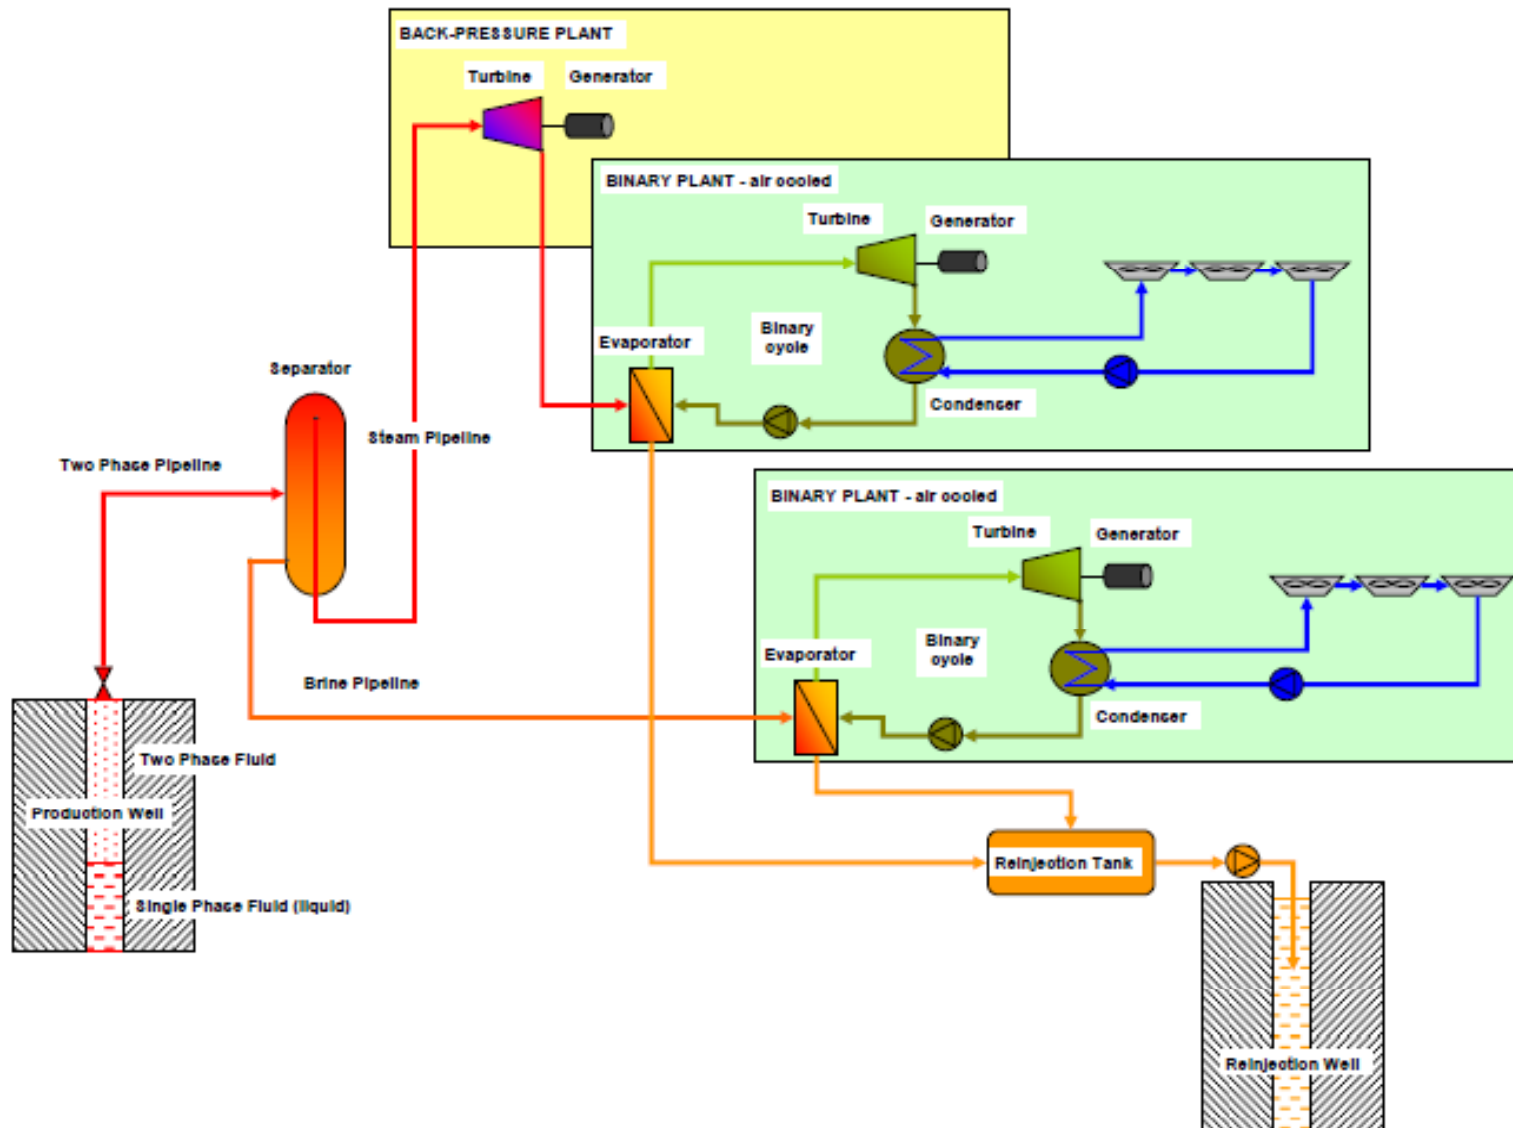 BACK-PRESSURE PLANT
Turbine
Generator
BINARY PLANT - air cooled
Turbine
Generator
Binary
cycle
Evaporator
Condenser
Separator
Steam Pipeline
Two Phase Pipeline
BINARY PLANT - air cooled
Turbine
Generator
Binary
cycle
Evaporator
Condenser
Brine Pipeline
Two Phase Fluid
Production Well
Single Phase Fluid (liquid)
Reinjection Tank
Reinjection Well